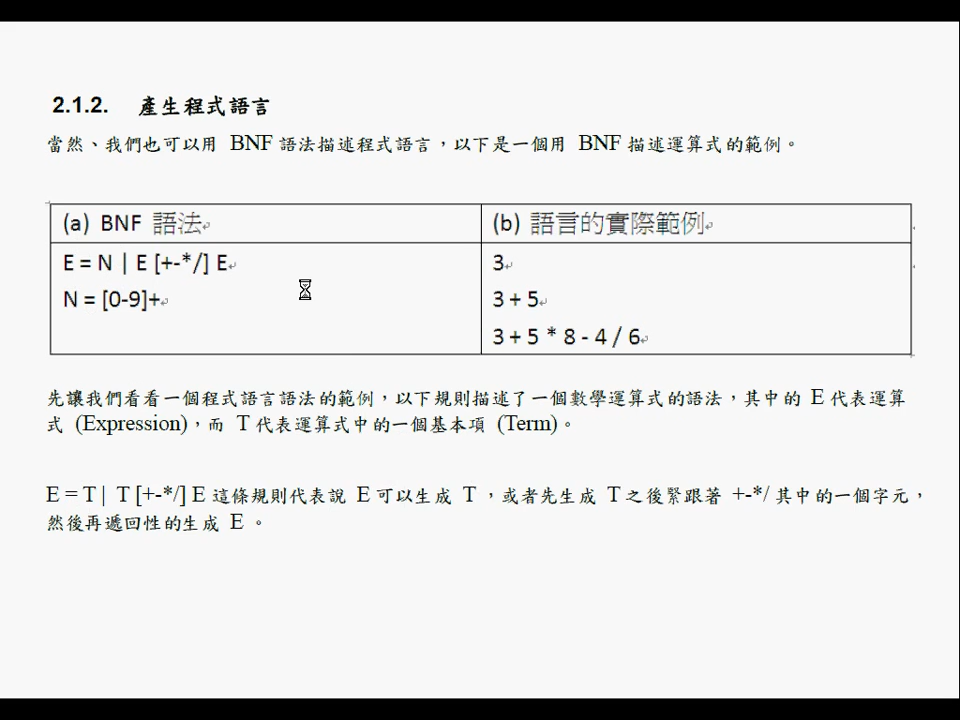 2.1.2. 產生程式語言
當然、我們也可以用 BNF 語法描述程式語言，以下是一個用 BNF 描述運算式的範例。
(a) BNF 語法
(b) 語言的實際範例
E = N | E [+-*/] E
N = [0-9]+
3
3 + 5
3 + 5 * 8 - 4 / 6
先讓我們看看一個程式語言語法的範例，以下規則描述了一個數學運算式的語法，其中的 E 代表運算
式 (Expression)，而 T 代表運算式中的一個基本項 (Term)。
E = T | T [+-*/] E 這條規則代表說 E 可以生成 T ，或者先生成 T 之後緊跟著 +-*/ 其中的一個字元，
然後再遞回性的生成 E 。